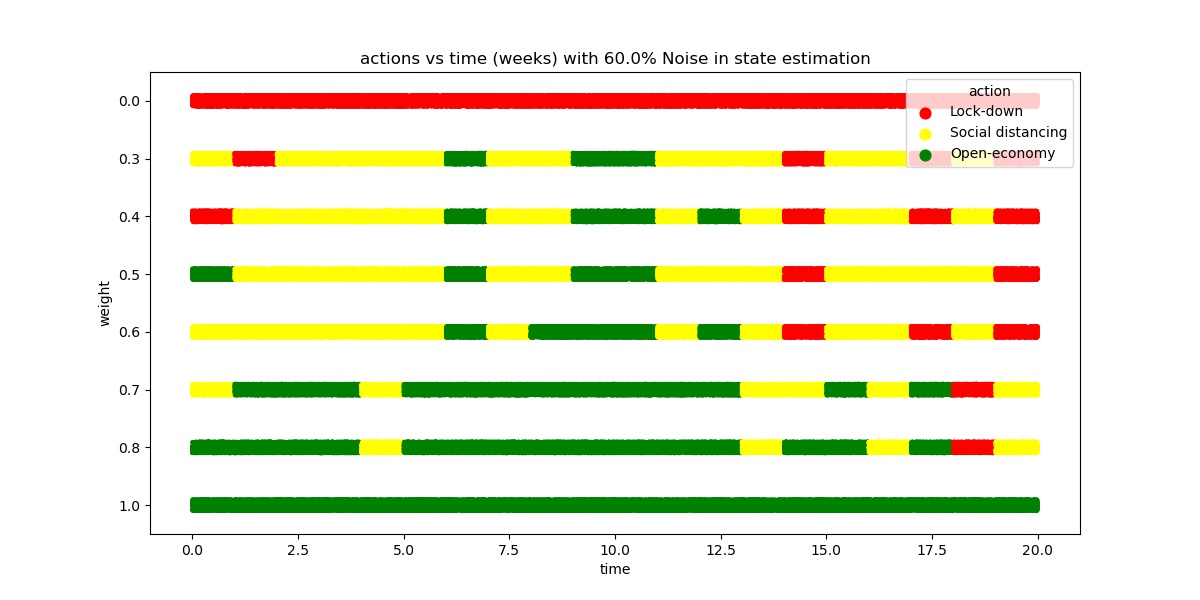 actions vs time (weeks) with 60.0% Noise in state estimation
action
Lock-down
Social distancing
Open-economy
weight
0.0
0.3
0.4
0.5
0.6
0.7
0.8
1.0
0.0 2.5 5.0 7.5 10.0 12.5 15.0 17.5 20.0
time